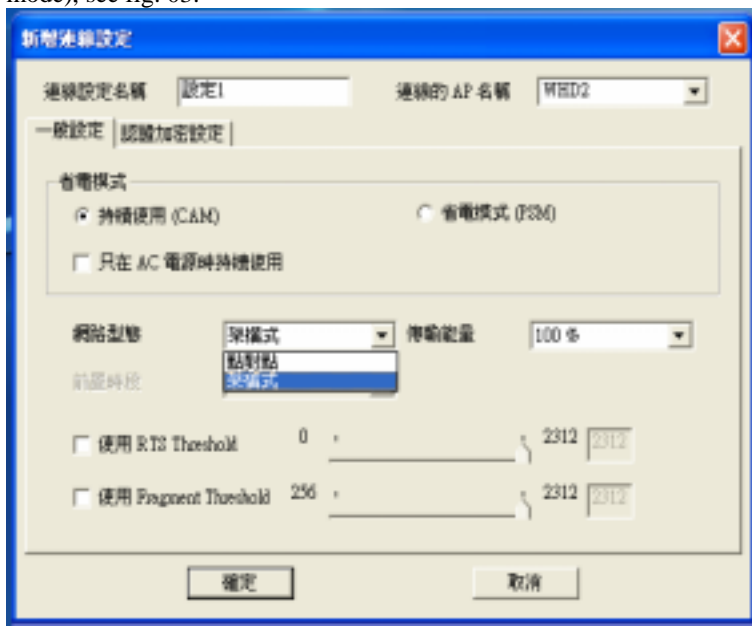 mode), see fig. 03.
新增連線設定
連線設定名稱 設定1 連線的 AP 名稱 WHD2
一般設定 認證加密設定
省電模式
持續使用 (CAM) 省電模式 (PSM)
只在 AC 電源時持續使用
網路型態 架構式 傳輸能量 100 %
點對點
前置時段 架構式
使用 RTS Threshold 0 2312 2312
使用 Fragment Threshold 256 2312 2312
確定 取消